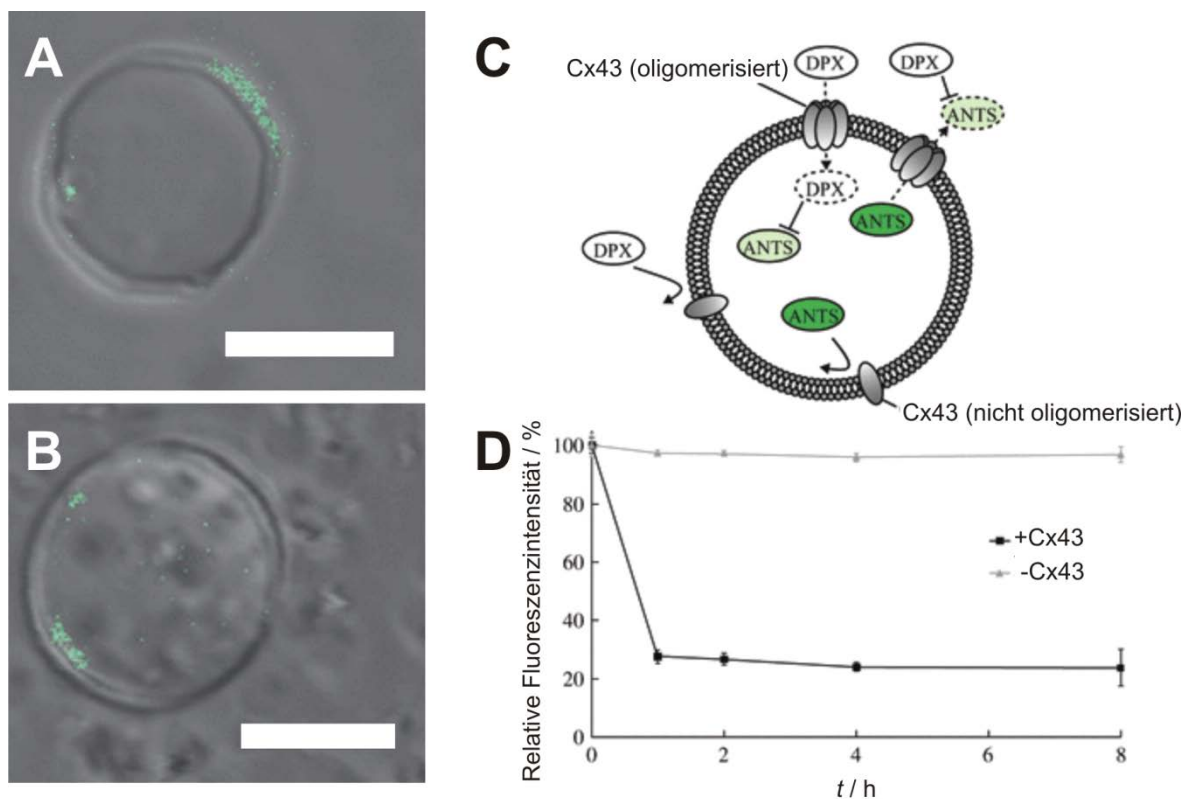 A
B
C
Cx43 (oligomerisiert)
DPX
DPX
ANTS
DPX
ANTS
ANTS
DPX
ANTS
Cx43 (nicht oligomerisiert)
D
Relative Fluoreszenzintensität / %
100
80
60
40
20
0
+Cx43
-Cx43
0
2
4
6
8
t / h